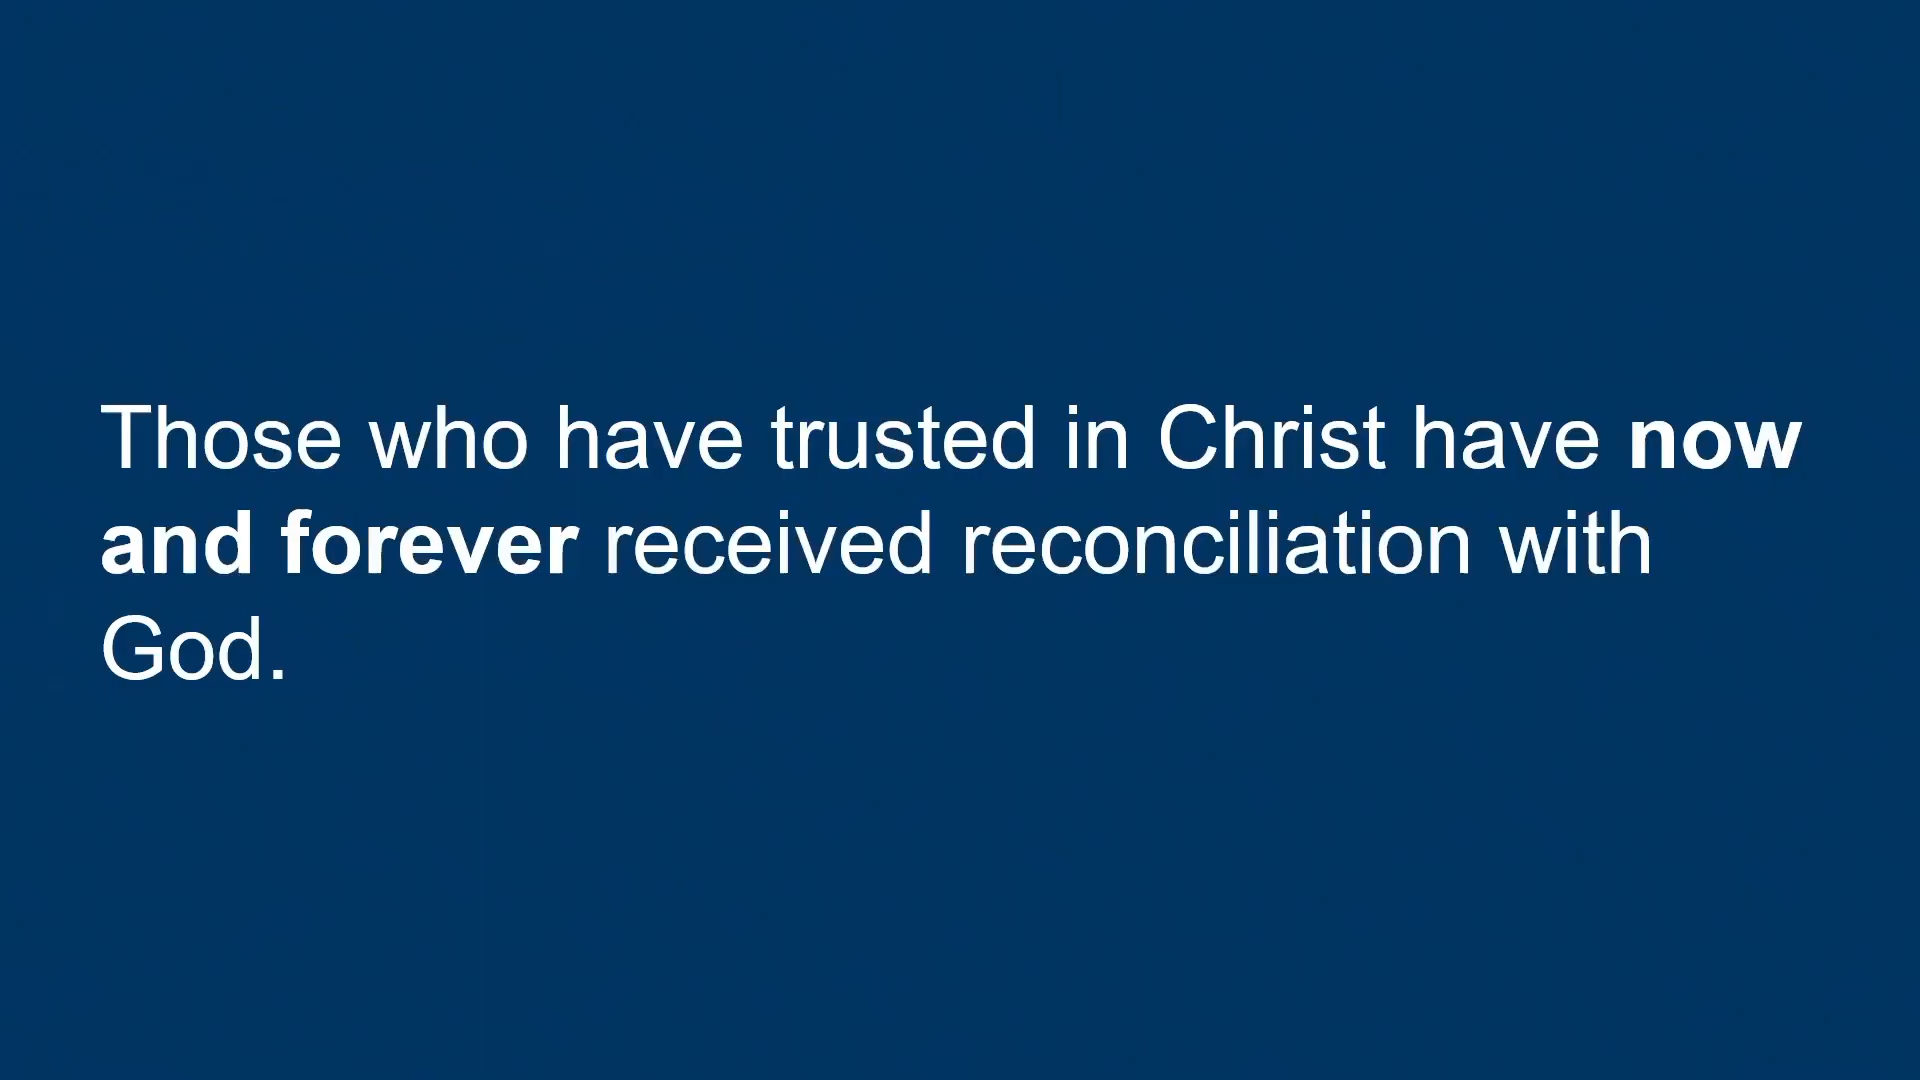 Those who have trusted in Christ have now
and forever received reconciliation with
God.